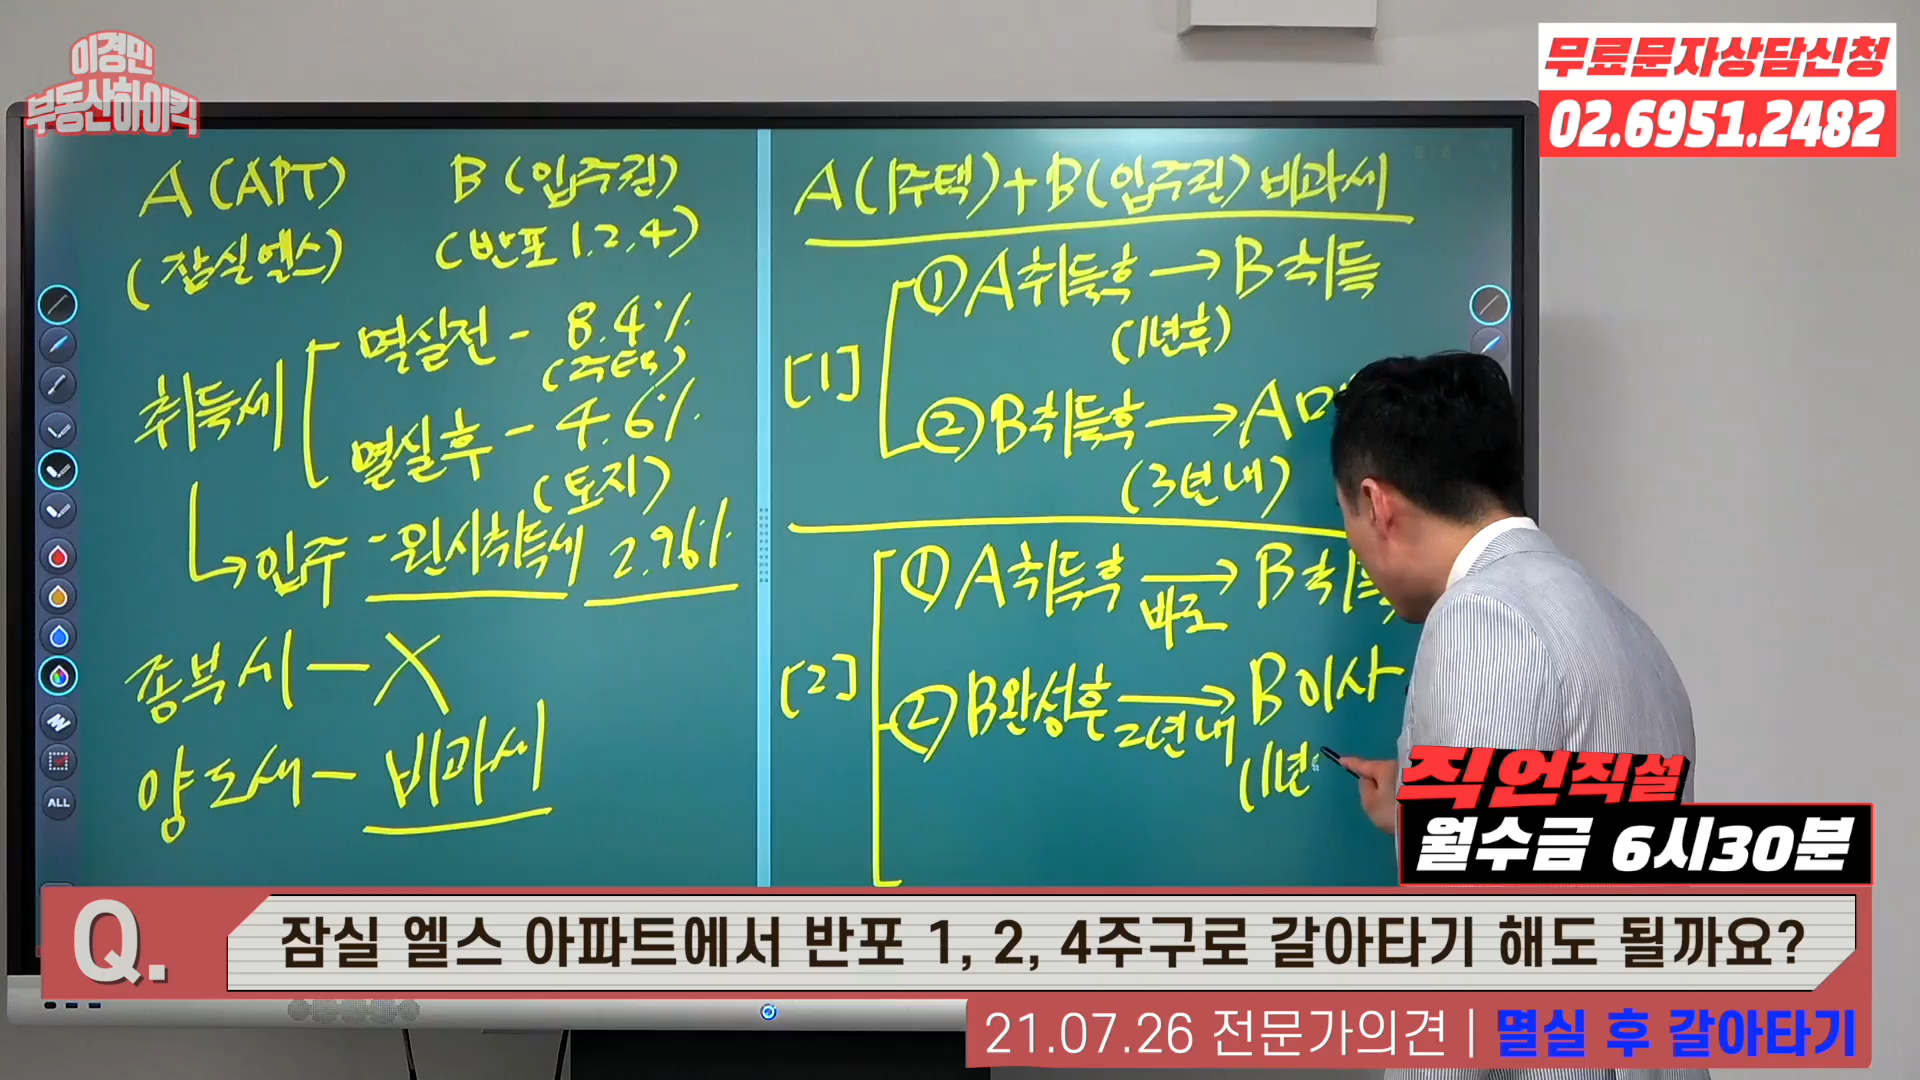 이경민
부동산하이킥
무료문자상담신청
02.6951.2482
A (APT)
B (입주권)
(잠실엘스)
(반포 1.2.4)
취득세
멸실전 - 8.4%
(주택)
멸실후 - 4.6%
(토지)
입주 - 원시취득세 2.96%
종부세 - X
양도세 - 비과세
A (1주택) + B (입주권) 비과세
[1]
① A취득후 → B취득
(1년후)
② B취득후 → A
(3년내)
[2]
① A취득후 → B취득
바로
② B완성후 → B이사
2년내
(1년
ALL
직언직설
월수금 6시30분
Q.
잠실 엘스 아파트에서 반포 1, 2, 4주구로 갈아타기 해도 될까요?
21.07.26 전문가의견 | 멸실 후 갈아타기